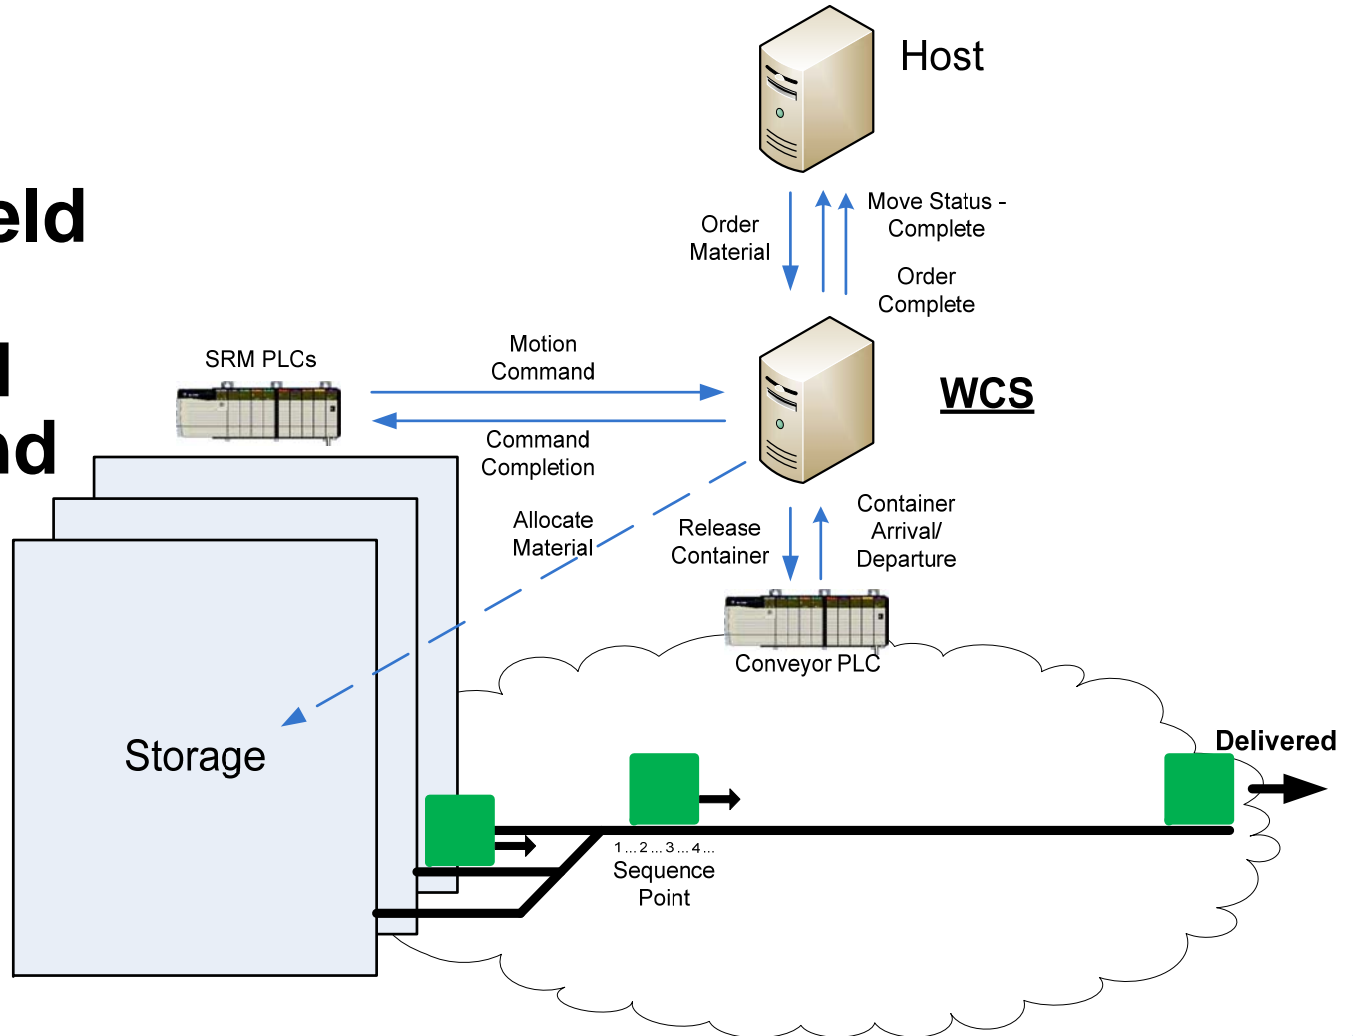 Host
eld
Order
Material
Move Status -
Complete
Order
Complete
d
nd
SRM PLCs
Motion
Command
WCS
Command
Completion
Allocate
Material
Release
Container
Container
Arrival/
Departure
Conveyor PLC
Storage
Delivered
1...2...3...4...
Sequence
Point